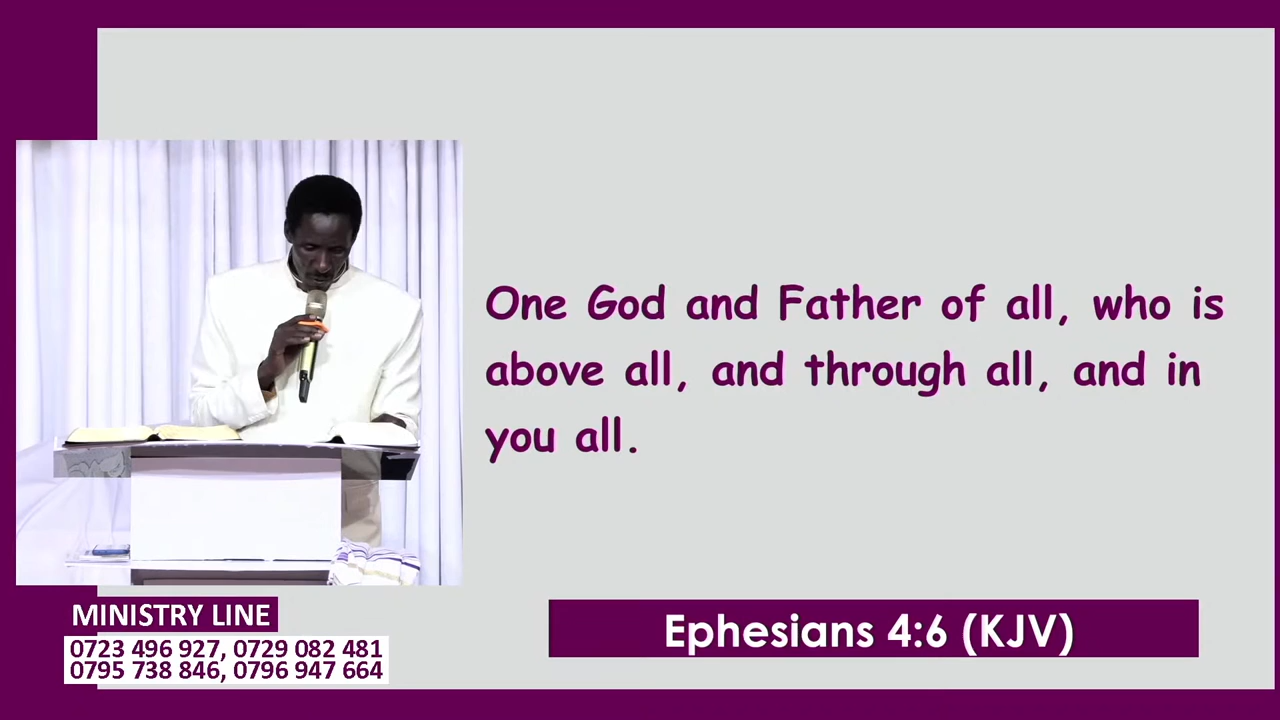 One God and Father of all, who is
above all, and through all, and in
you all.
MINISTRY LINE
0723 496 927, 0729 082 481
0795 738 846, 0796 947 664
Ephesians 4:6 (KJV)